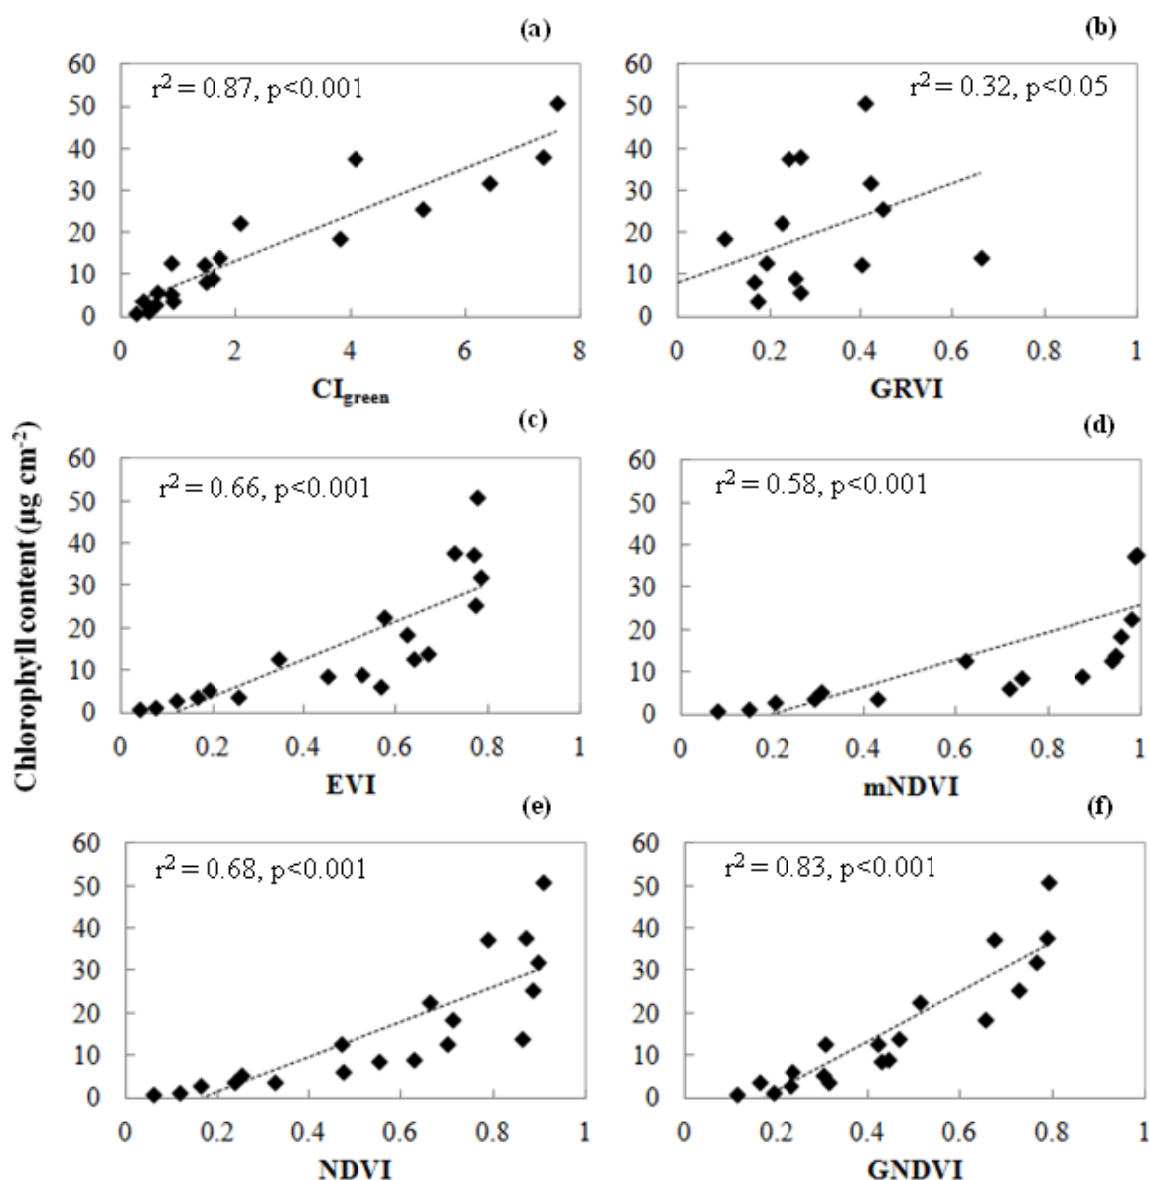 (a)
(b)
r² = 0.87, p<0.001
r² = 0.32, p<0.05
60
50
40
30
20
10
0
0 2 4 6 8
CIgreen
60
50
40
30
20
10
0
0 0.2 0.4 0.6 0.8 1
GRVI
Chlorophyll content (µg cm⁻²)
(c)
(d)
r² = 0.66, p<0.001
r² = 0.58, p<0.001
60
50
40
30
20
10
0
0 0.2 0.4 0.6 0.8 1
EVI
60
50
40
30
20
10
0
0 0.2 0.4 0.6 0.8 1
mNDVI
(e)
(f)
r² = 0.68, p<0.001
r² = 0.83, p<0.001
60
50
40
30
20
10
0
0 0.2 0.4 0.6 0.8 1
NDVI
60
50
40
30
20
10
0
0 0.2 0.4 0.6 0.8 1
GNDVI